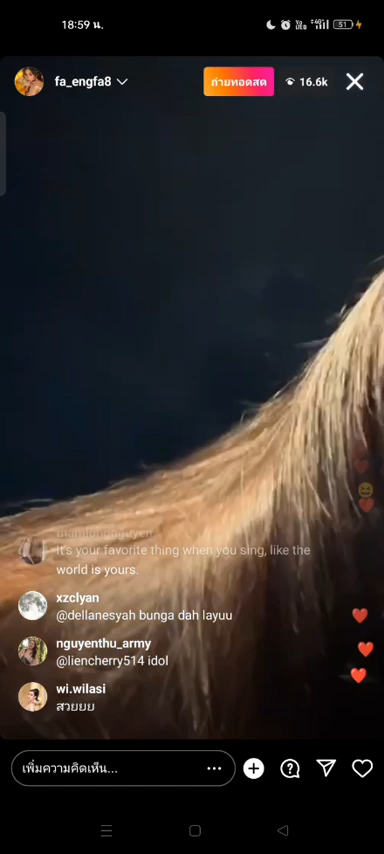 18:59 น.
51
fa_engfa8
ถ่ายทอดสด
16.6k
It's your favorite thing when you sing, like the
world is yours.
xzclyan
@dellanesyah bunga dah layuu
nguyenthu_army
@liencherry514 idol
wi.wilasi
สวยยย
เพิ่มความคิดเห็น...